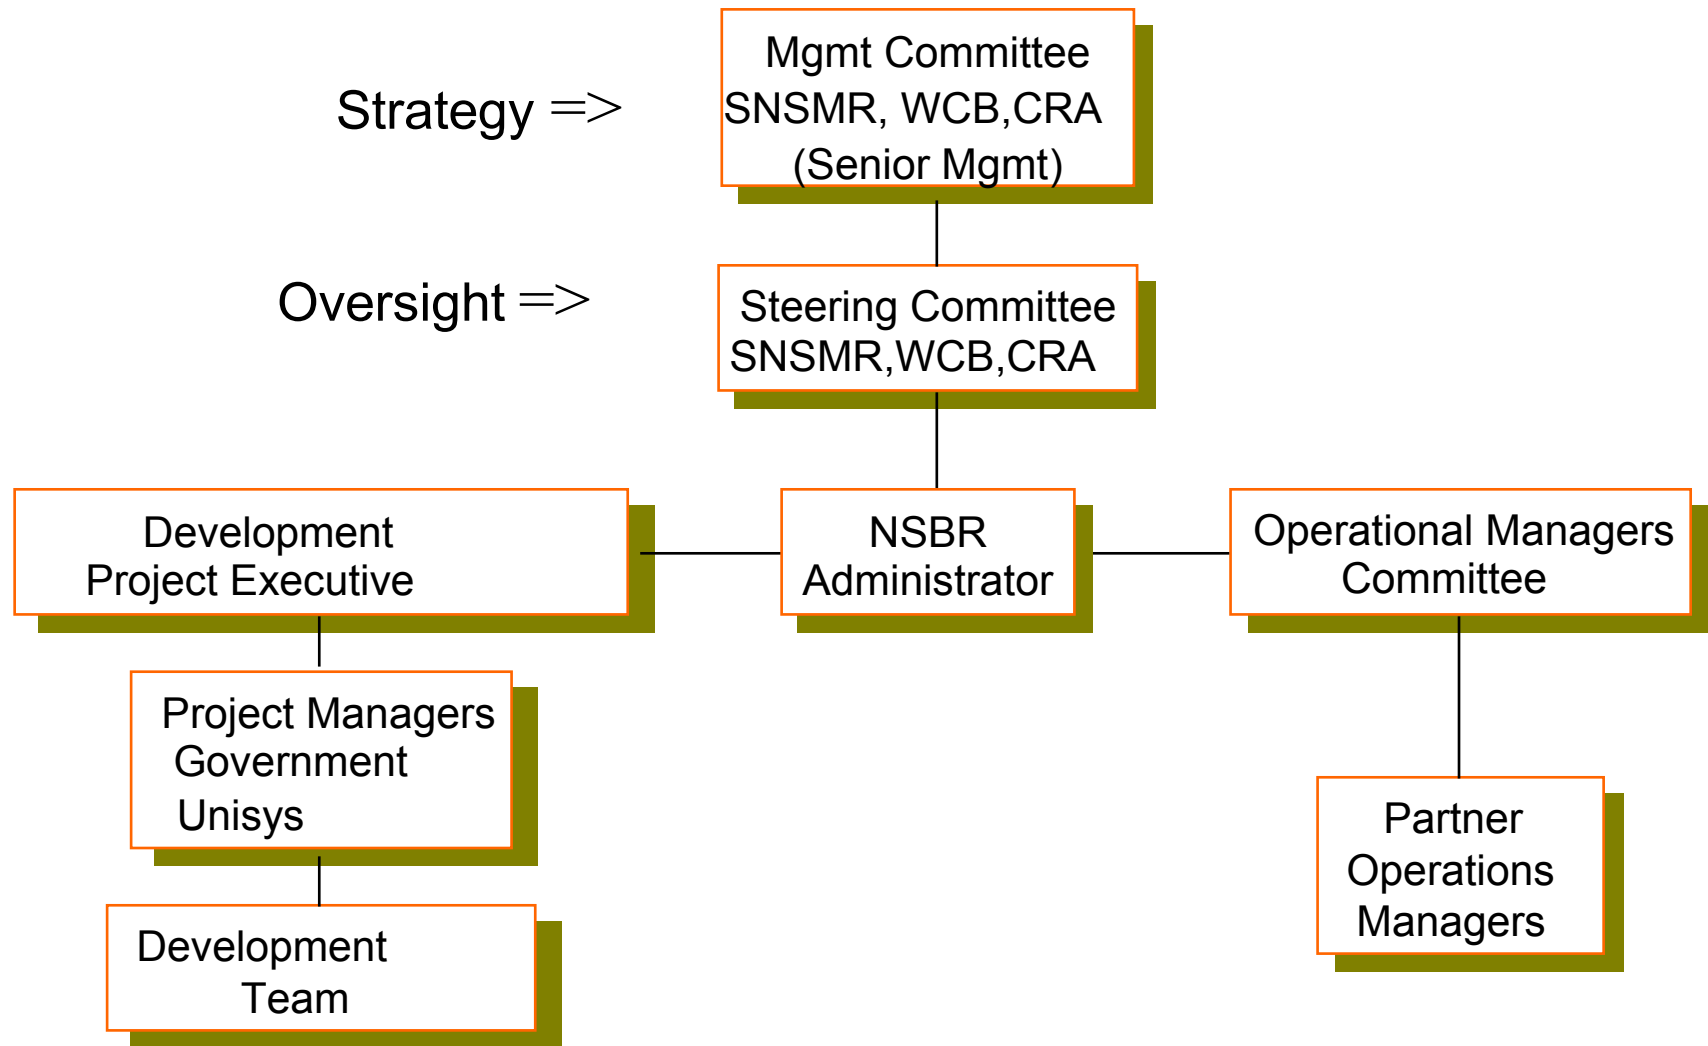 Mgmt Committee
Strategy =>
SNSMR, WCB,CRA
(Senior Mgmt)
Oversight =>
Steering Committee
SNSMR,WCB,CRA
Development
Project Executive
NSBR
Administrator
Operational Managers
Committee
Project Managers
Government
Unisys
Partner
Operations
Managers
Development
Team